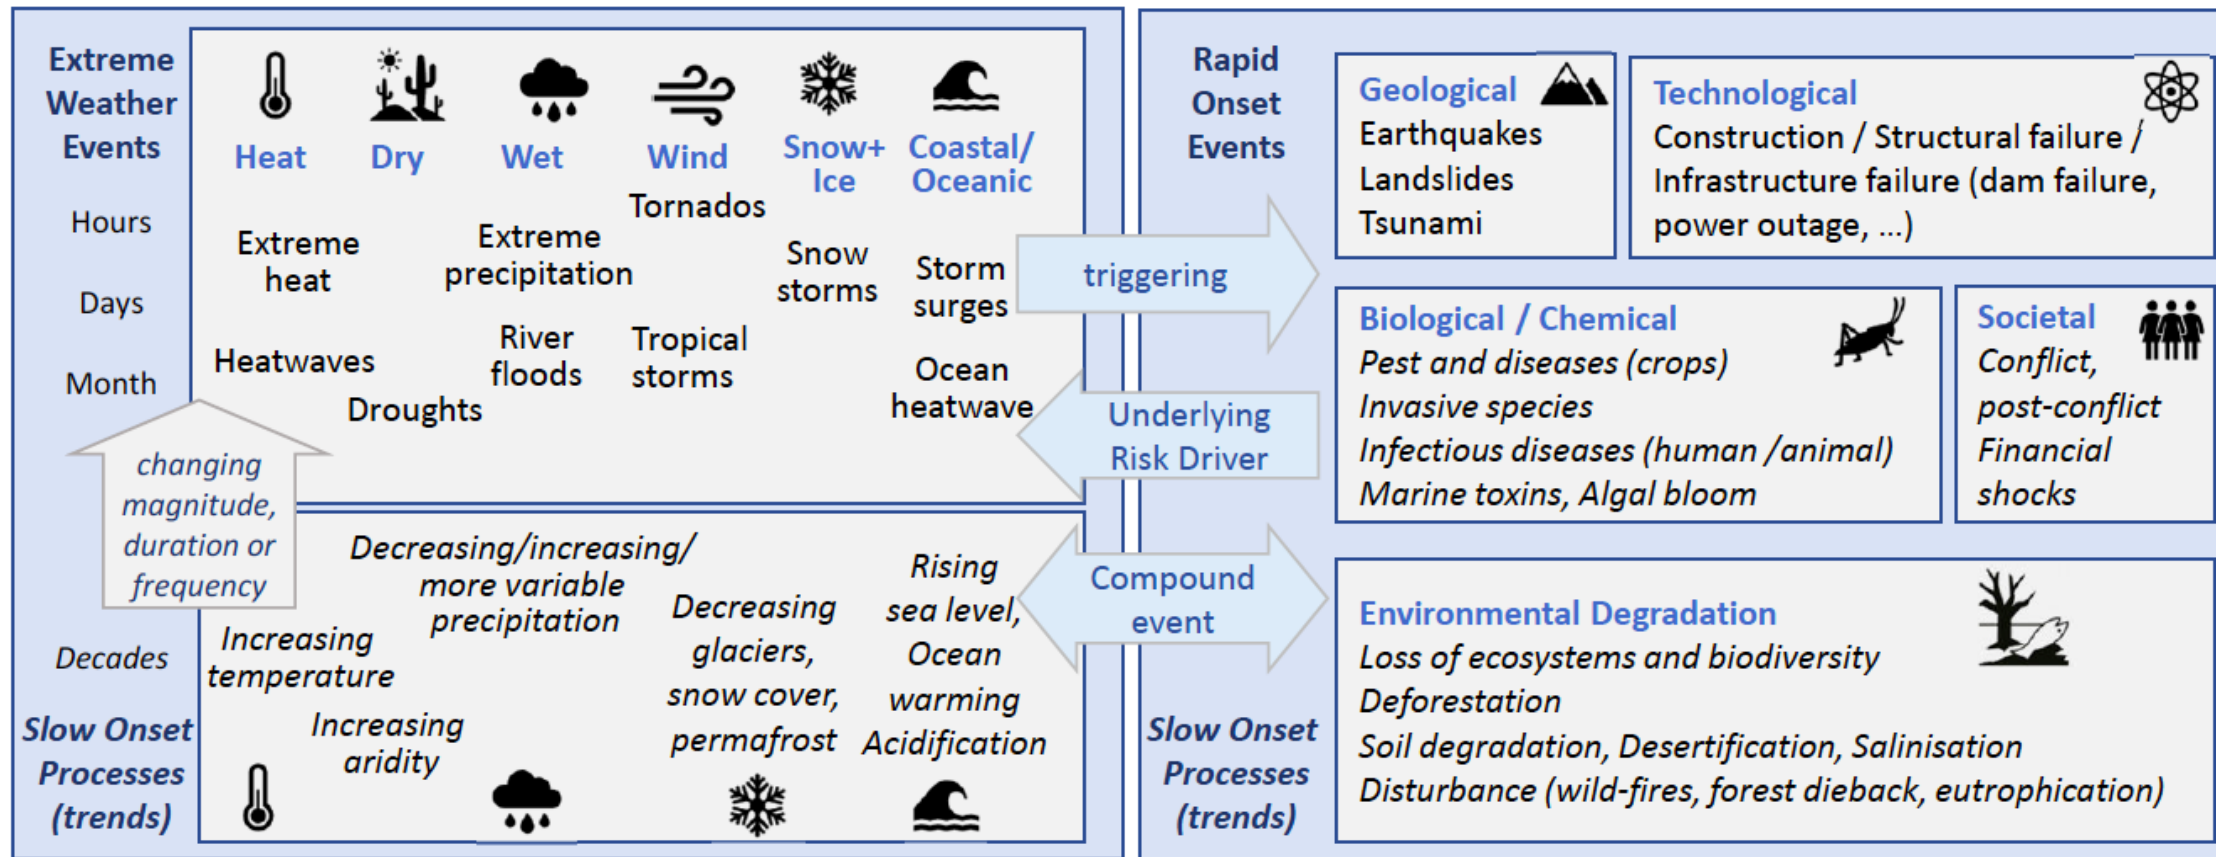 Extreme
Weather
Events
Hours
Days
Month
Heat
Dry
Wet
Wind
Snow+
Ice
Coastal/
Oceanic
Tornados
Extreme
heat
Extreme
precipitation
Snow
storms
Storm
surges
Heatwaves
River
floods
Tropical
storms
Ocean
heatwave
Droughts
changing
magnitude,
duration or
frequency
Decades
Slow Onset
Processes
(trends)
Increasing
temperature
Increasing
aridity
Decreasing/increasing/
more variable
precipitation
Decreasing
glaciers,
snow cover,
permafrost
Rising
sea level,
Ocean
warming
Acidification
triggering
Underlying
Risk Driver
Compound
event
Rapid
Onset
Events
Geological
Earthquakes
Landslides
Tsunami
Technological
Construction / Structural failure /
Infrastructure failure (dam failure,
power outage, ...)
Biological / Chemical
Pest and diseases (crops)
Invasive species
Infectious diseases (human /animal)
Marine toxins, Algal bloom
Societal
Conflict,
post-conflict
Financial
shocks
Slow Onset
Processes
(trends)
Environmental Degradation
Loss of ecosystems and biodiversity
Deforestation
Soil degradation, Desertification, Salinisation
Disturbance (wild-fires, forest dieback, eutrophication)